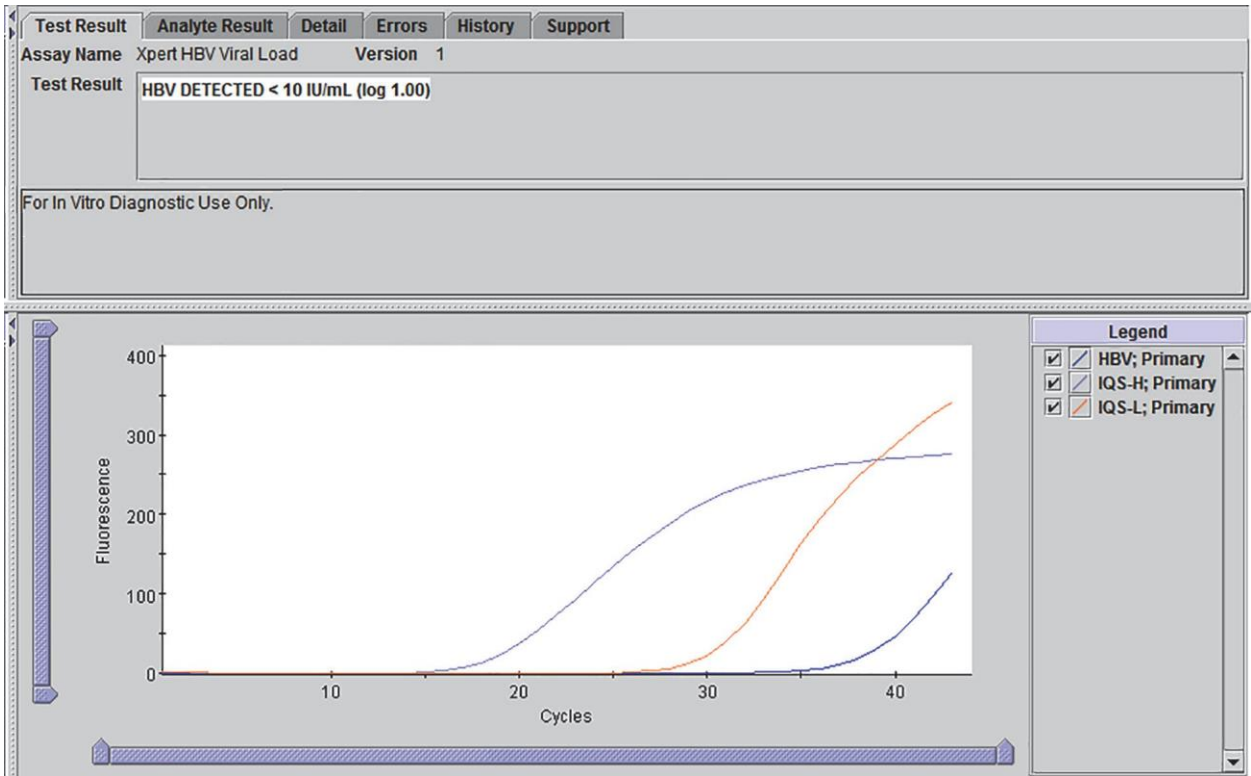 Test Result Analyte Result Detail Errors History Support
Assay Name Xpert HBV Viral Load Version 1
Test Result HBV DETECTED < 10 IU/mL (log 1.00)
For In Vitro Diagnostic Use Only.
Legend
HBV; Primary
IQS-H; Primary
IQS-L; Primary
400
300
200
100
0
Fluorescence
10 20 30 40
Cycles